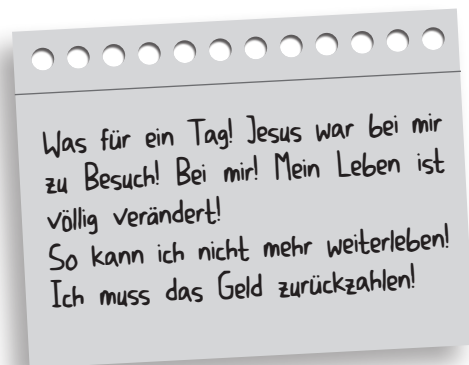 Was für ein Tag! Jesus war bei mir
zu Besuch! Bei mir! Mein Leben ist
völlig verändert!
So kann ich nicht mehr weiterleben!
Ich muss das Geld zurückzahlen!